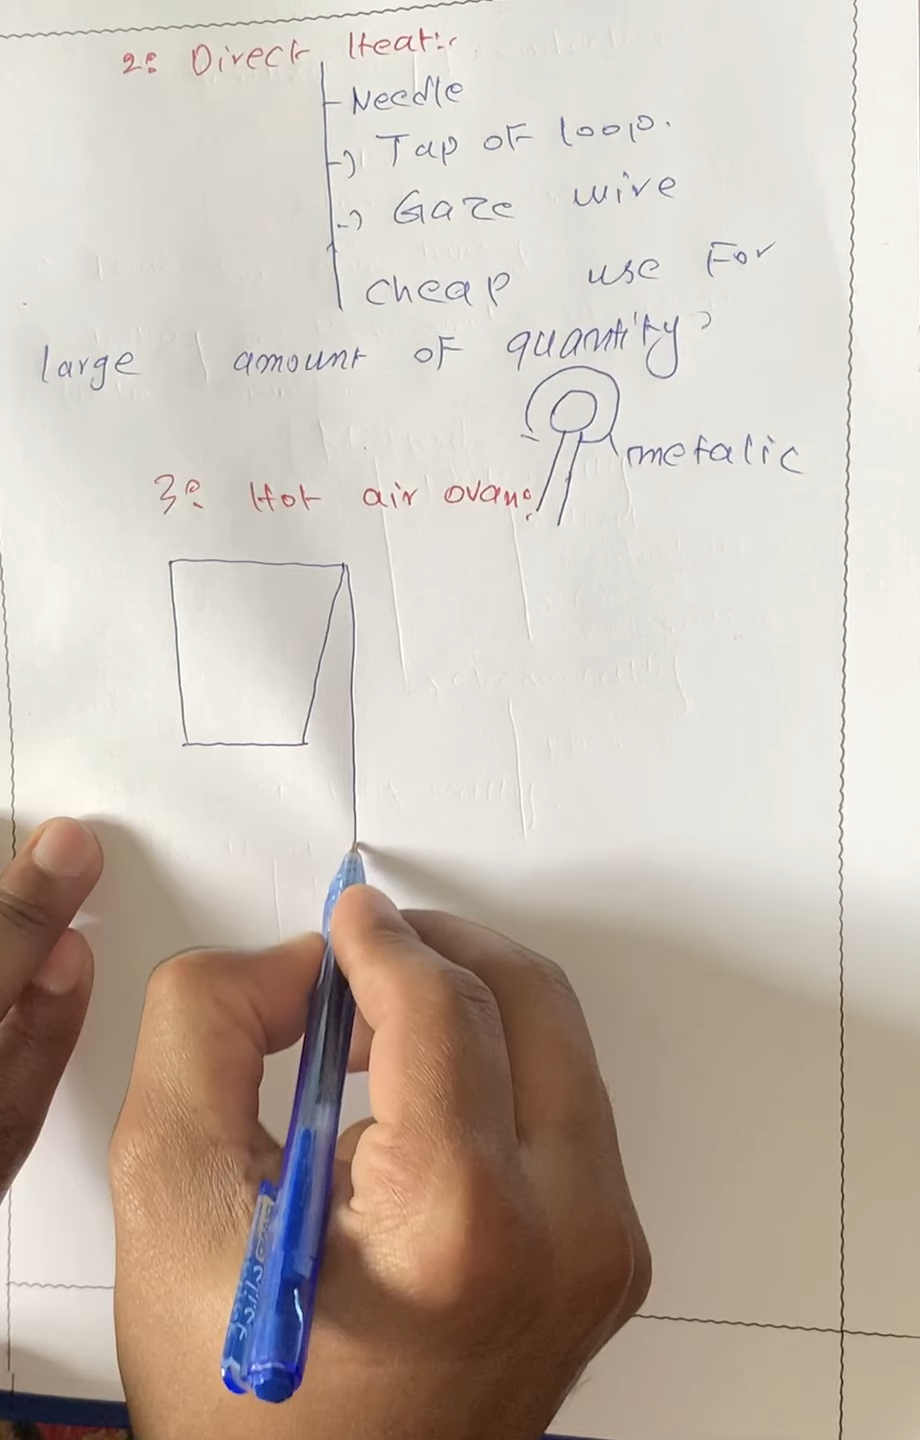 2: Direct Heat:
Needle
Tap of loop.
Gaze wire
cheap use For
large amount of quantity
metalic
3: Hot air ovan: